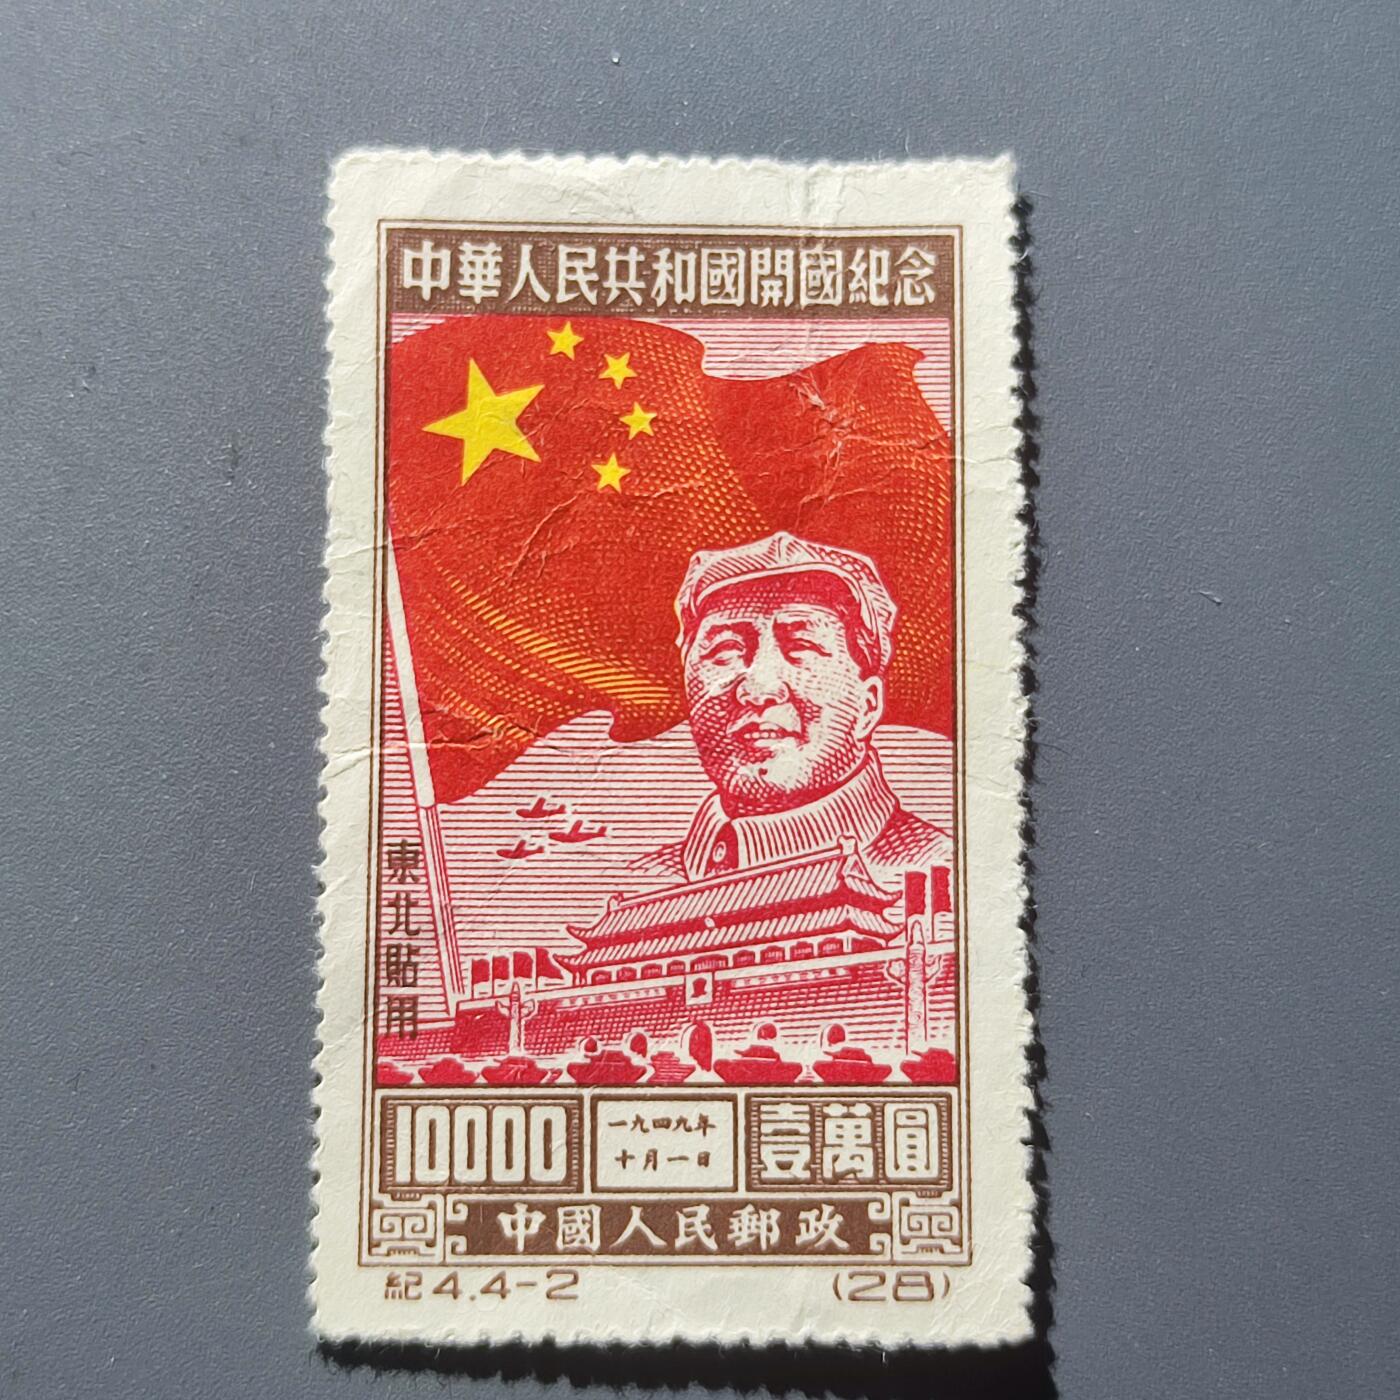 中華人民共和國開國紀念
東北貼用
10000
一九四九年
十月一日
壹萬圓
中國人民郵政
紀4.4-2
(28)